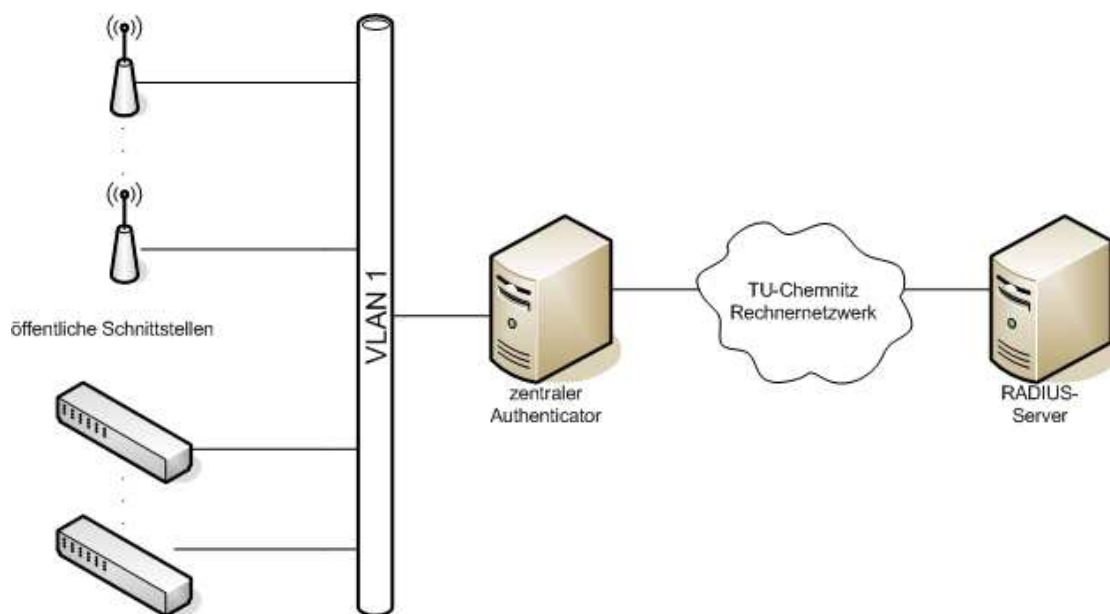 öffentliche Schnittstellen
VLAN 1
zentraler
Authenticator
TU-Chemnitz
Rechnernetzwerk
RADIUS-
Server